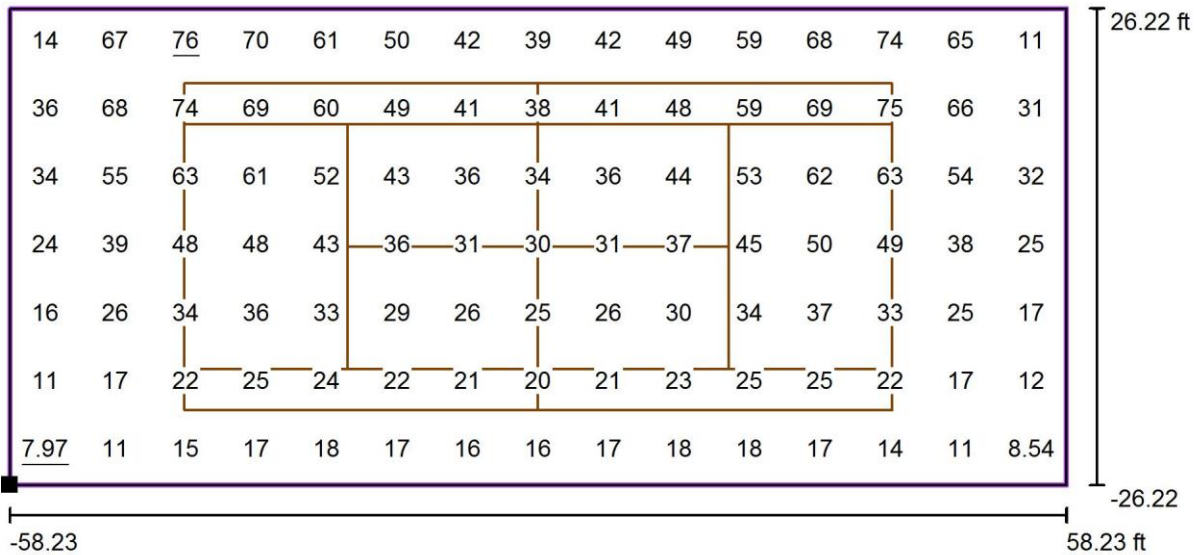 26.22 ft
14 67 76 70 61 50 42 39 42 49 59 68 74 65 11
36 68 74 69 60 49 41 38 41 48 59 69 75 66 31
34 55 63 61 52 43 36 34 36 44 53 62 63 54 32
24 39 48 48 43 36 31 30 31 37 45 50 49 38 25
16 26 34 36 33 29 26 25 26 30 34 37 33 25 17
11 17 22 25 24 22 21 20 21 23 25 25 22 17 12
7.97 11 15 17 18 17 16 16 17 18 18 17 14 11 8.54
-26.22
-58.23 58.23 ft